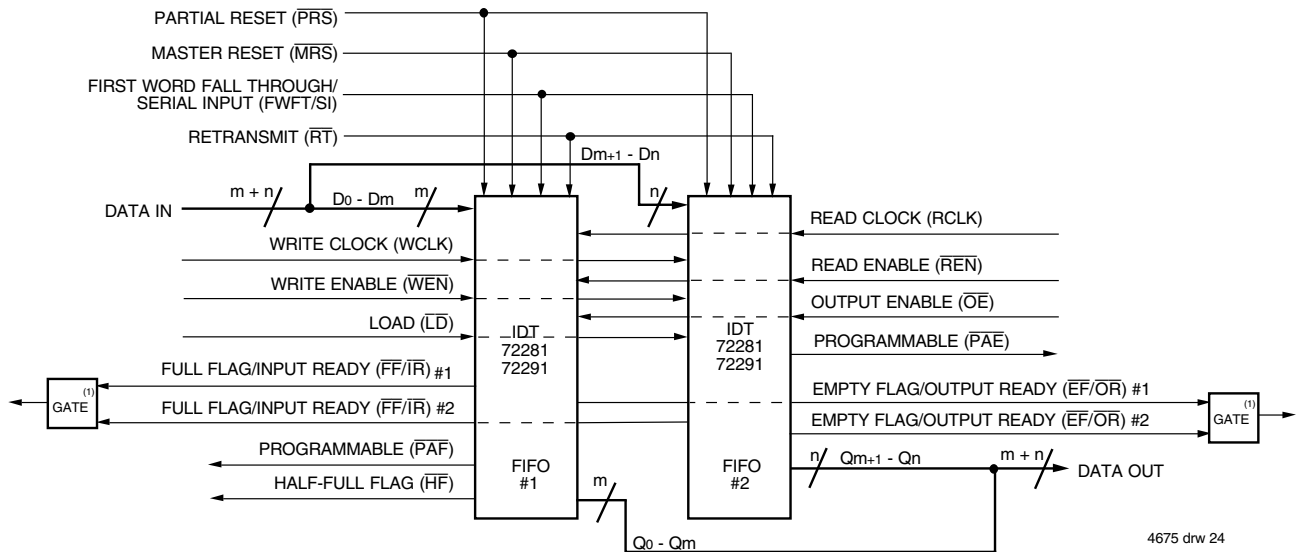 PARTIAL RESET (PRS)
MASTER RESET (MRS)
FIRST WORD FALL THROUGH/
SERIAL INPUT (FWFT/SI)
RETRANSMIT (RT)
Dm+1 - Dn
m + n
D0 - Dm
m
n
DATA IN
READ CLOCK (RCLK)
WRITE CLOCK (WCLK)
READ ENABLE (REN)
WRITE ENABLE (WEN)
OUTPUT ENABLE (OE)
LOAD (LD)
IDT
72281
72291
IDT
72281
72291
PROGRAMMABLE (PAE)
FULL FLAG/INPUT READY (FF/IR) #1
EMPTY FLAG/OUTPUT READY (EF/OR) #1
GATE (1)
FULL FLAG/INPUT READY (FF/IR) #2
EMPTY FLAG/OUTPUT READY (EF/OR) #2
GATE (1)
PROGRAMMABLE (PAF)
FIFO
#1
FIFO
#2
n
Qm+1 - Qn
m + n
DATA OUT
HALF-FULL FLAG (HF)
m
Q0 - Qm
4675 drw 24